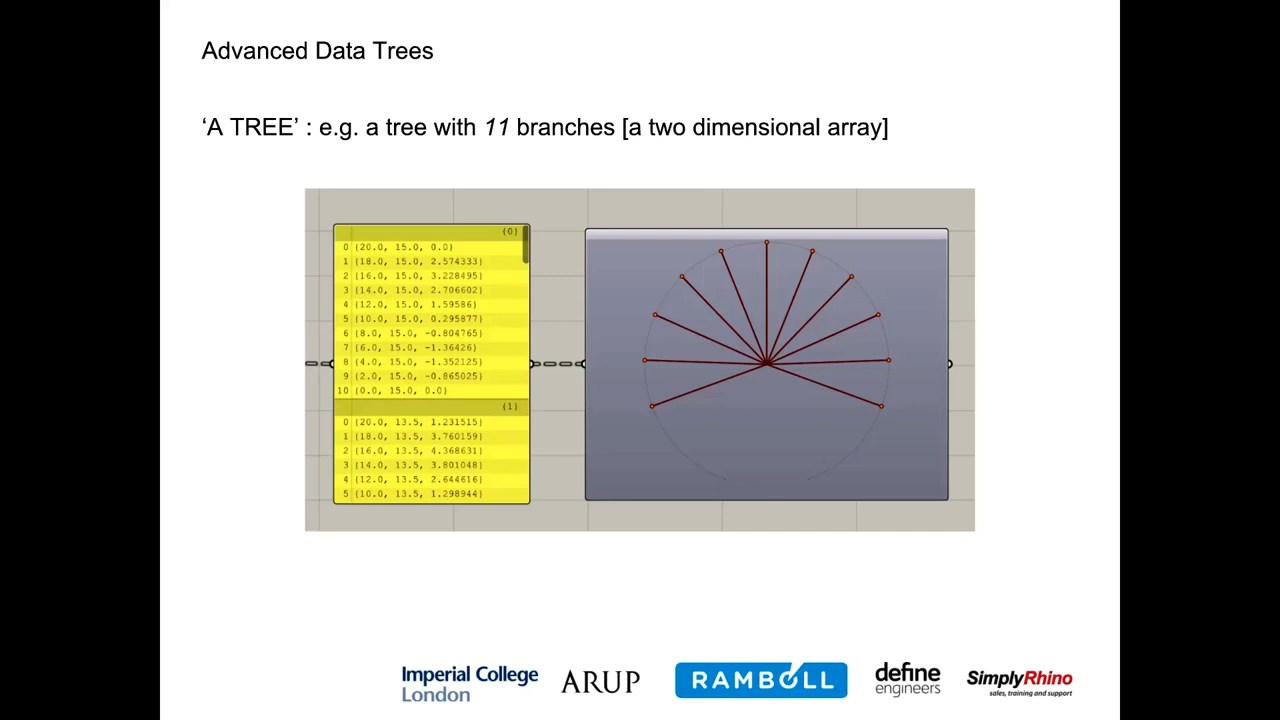 Advanced Data Trees
‘A TREE’ : e.g. a tree with 11 branches [a two dimensional array]
{0}
0 {20.0, 15.0, 0.0}
1 {18.0, 15.0, 2.574333}
2 {16.0, 15.0, 3.228495}
3 {14.0, 15.0, 2.706602}
4 {12.0, 15.0, 1.59586}
5 {10.0, 15.0, 0.295877}
6 {8.0, 15.0, -0.804765}
7 {6.0, 15.0, -1.36426}
8 {4.0, 15.0, -1.352125}
9 {2.0, 15.0, -0.865025}
10 {0.0, 15.0, 0.0}
{1}
0 {20.0, 13.5, 1.231515}
1 {18.0, 13.5, 3.760159}
2 {16.0, 13.5, 4.368631}
3 {14.0, 13.5, 3.801048}
4 {12.0, 13.5, 2.644616}
5 {10.0, 13.5, 1.298944}
Imperial College
London
ARUP
RAMBOLL
define
engineers
SimplyRhino
sales, training and support